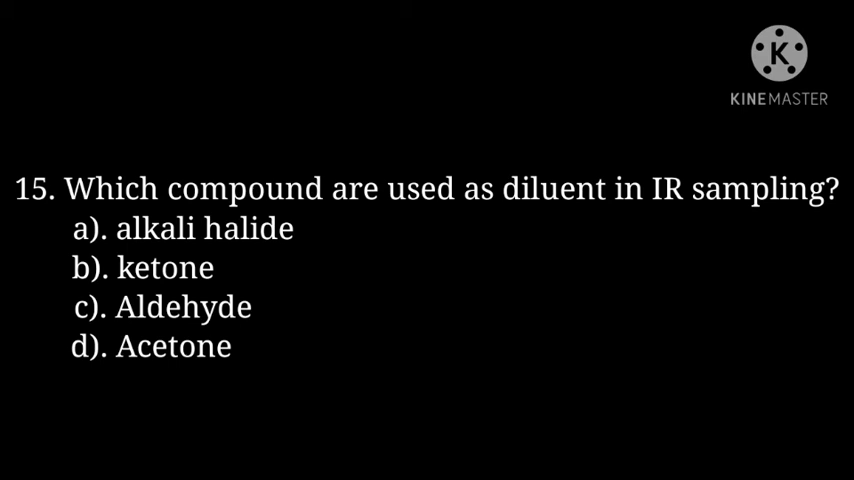 K
KINEMASTER
15. Which compound are used as diluent in IR sampling?
a). alkali halide
b). ketone
c). Aldehyde
d). Acetone